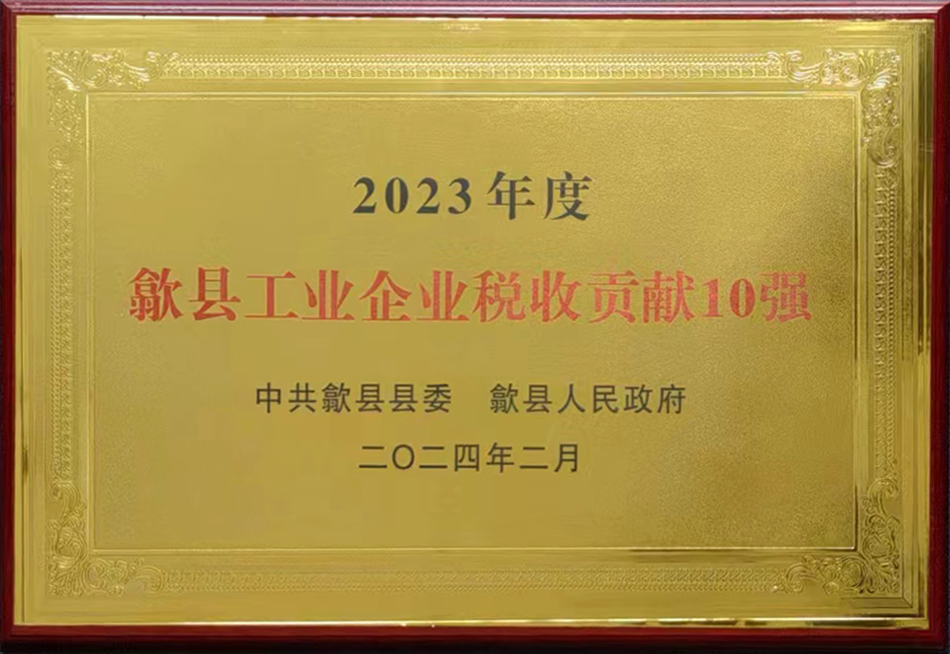 2023年度
歙县工业企业税收贡献10强
中共歙县县委 歙县人民政府
二〇二四年二月